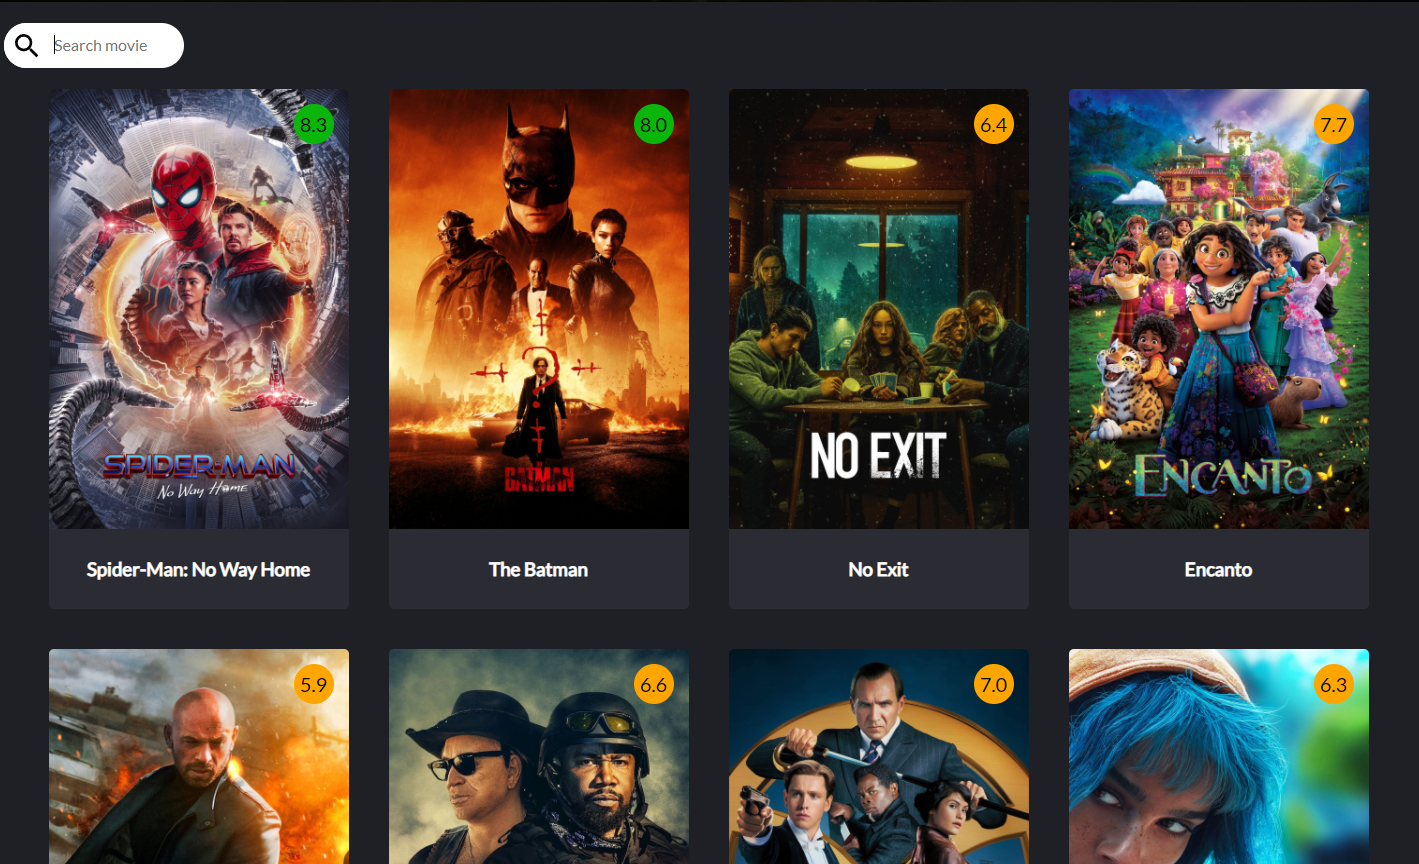 Search movie
8.3
8.0
6.4
7.7
SPIDER-MAN
No Way Home
THE
BATMAN
NO EXIT
ENCANTO
Spider-Man: No Way Home
The Batman
No Exit
Encanto
5.9
6.6
7.0
6.3